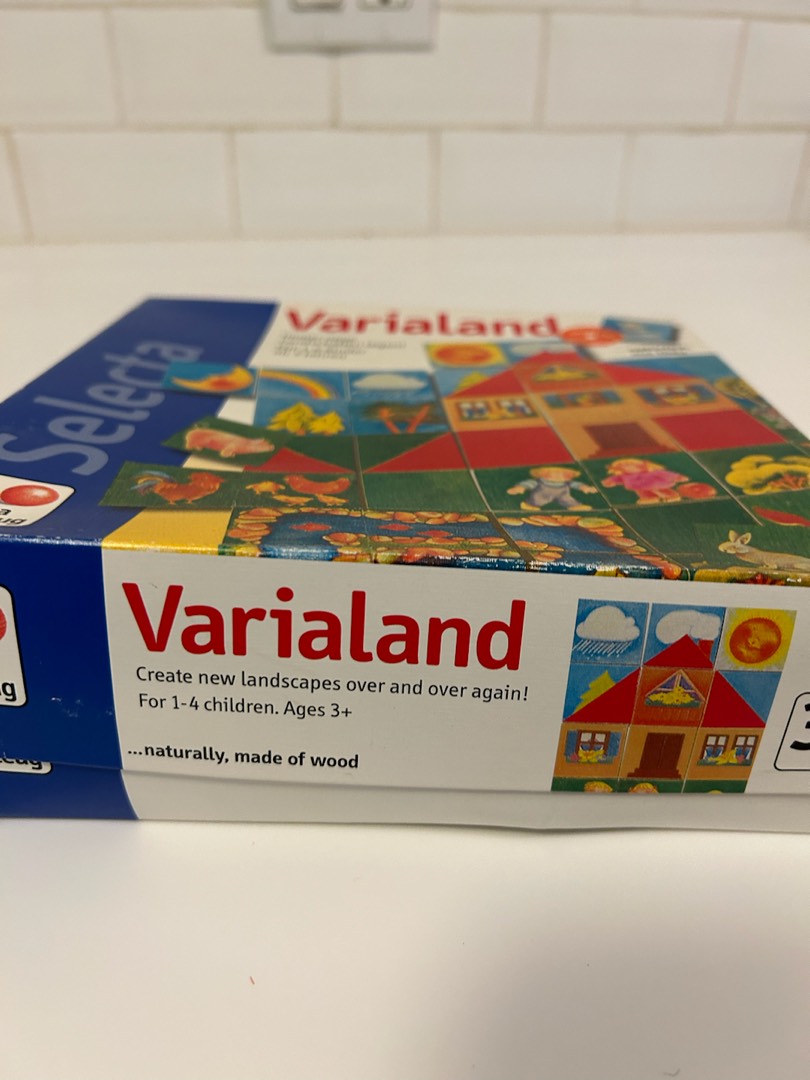 Varialand
Selecta
Varialand
Create new landscapes over and over again!
For 1-4 children. Ages 3+
...naturally, made of wood